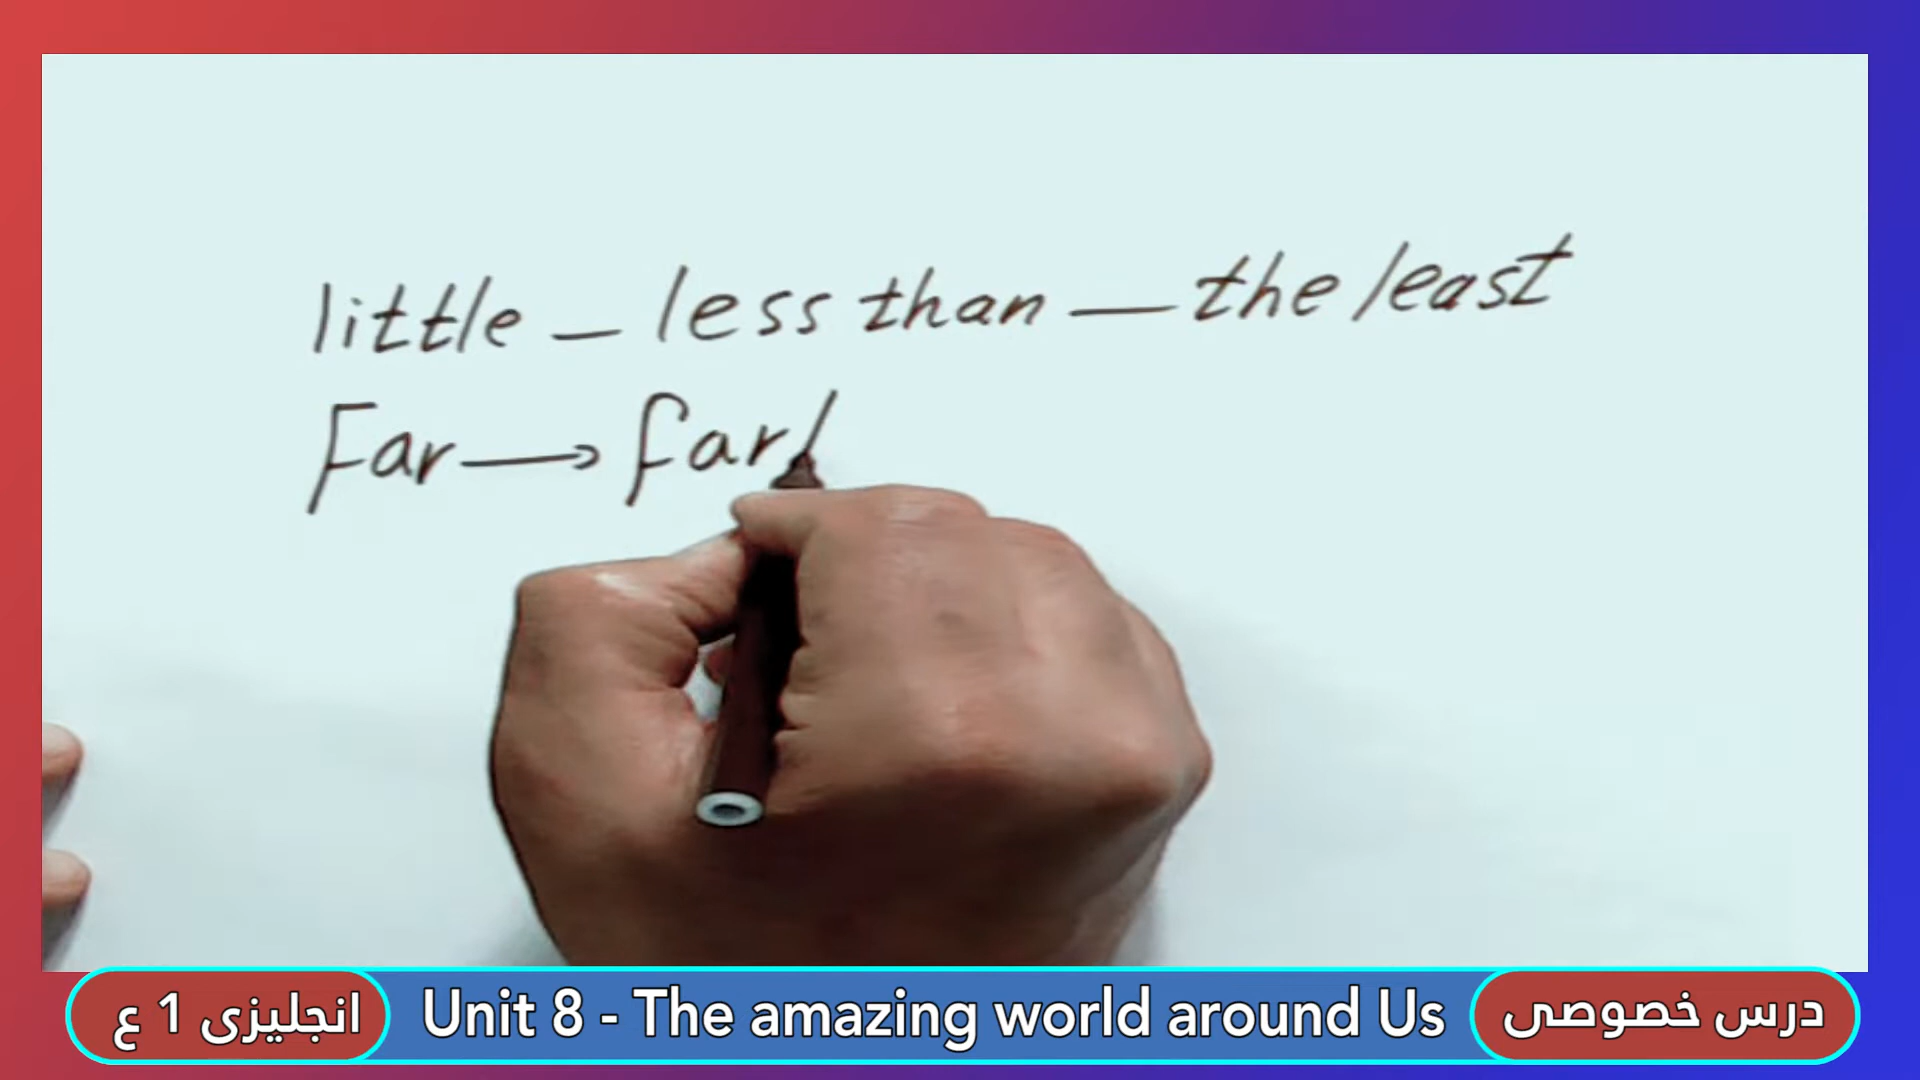 little – less than — the least
Far → far
انجليزى 1 ع
Unit 8 - The amazing world around Us
درس خصوصى